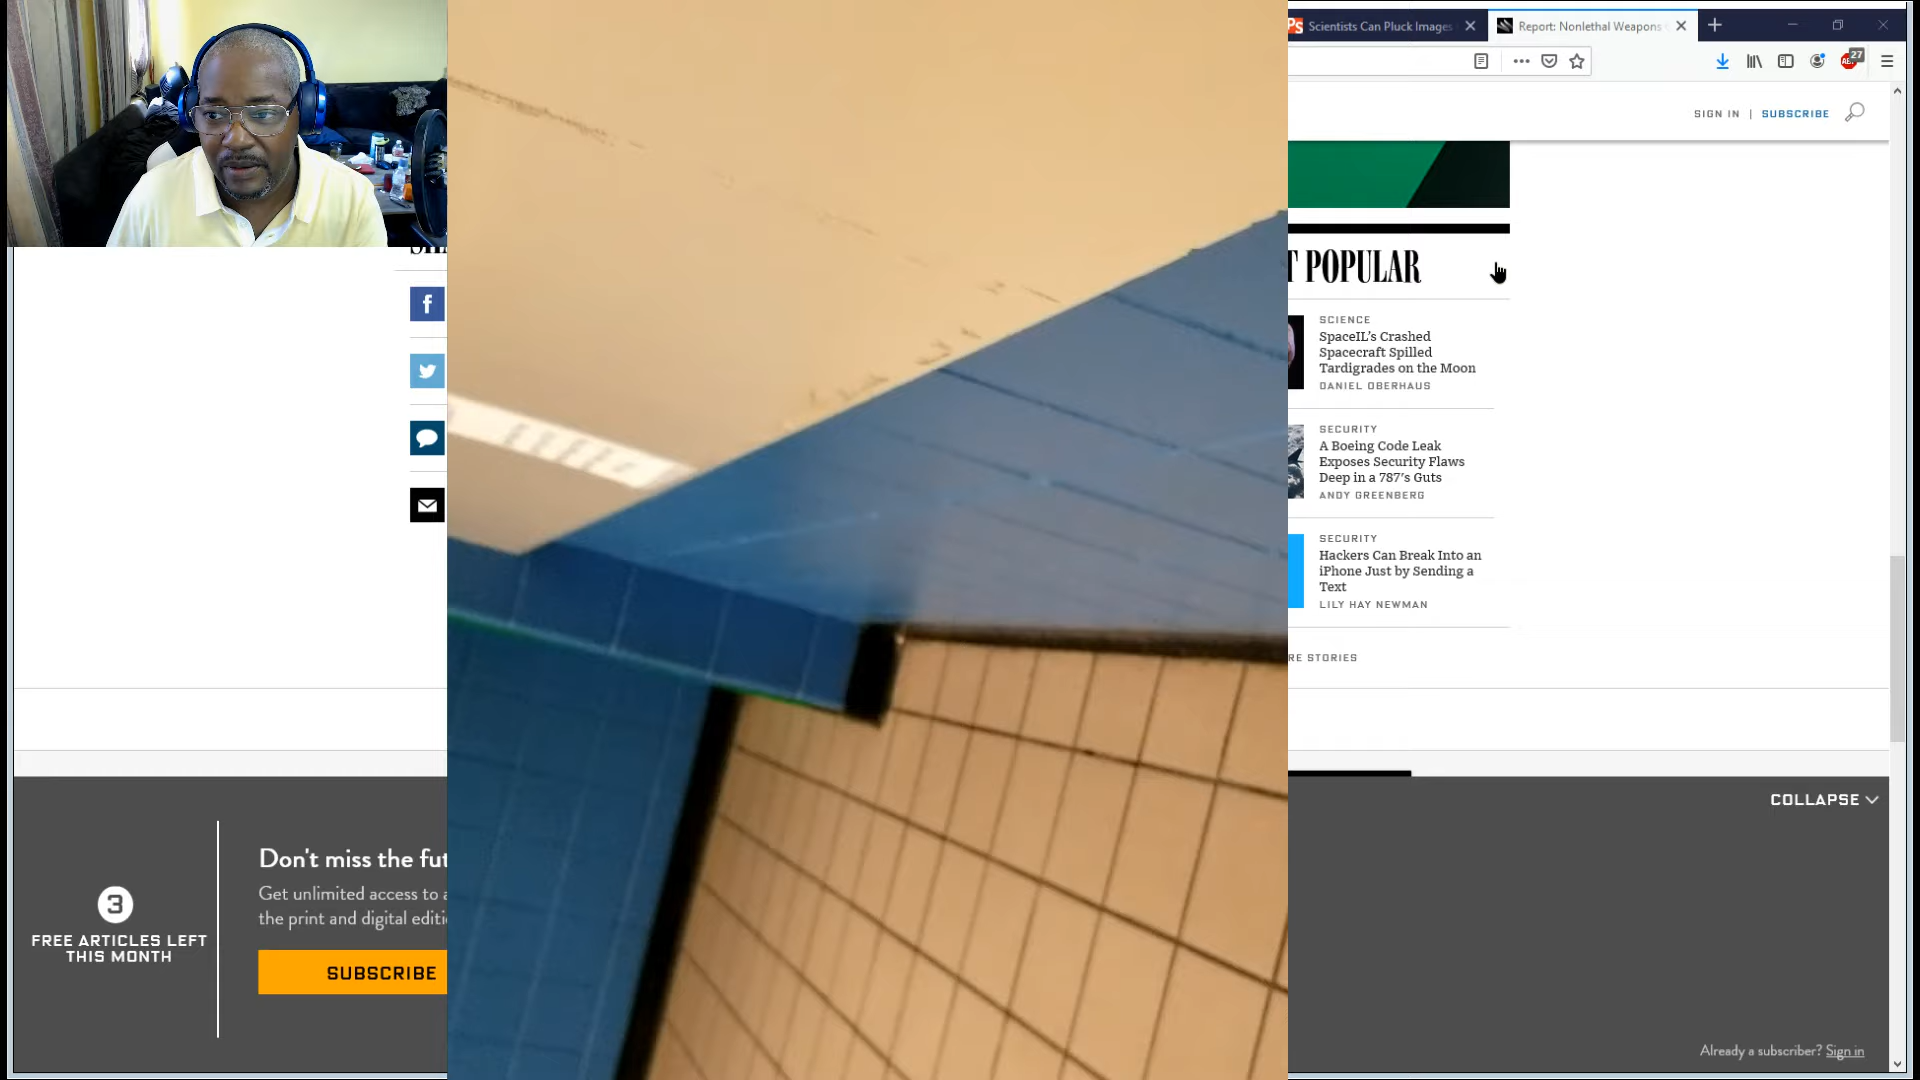 Scientists Can Pluck Images
Report: Nonlethal Weapons
27
SIGN IN | SUBSCRIBE
T POPULAR
SCIENCE
SpaceIL's Crashed
Spacecraft Spilled
Tardigrades on the Moon
DANIEL OBERHAUS
SECURITY
A Boeing Code Leak
Exposes Security Flaws
Deep in a 787's Guts
ANDY GREENBERG
SECURITY
Hackers Can Break Into an
iPhone Just by Sending a
Text
LILY HAY NEWMAN
RE STORIES
COLLAPSE
3
FREE ARTICLES LEFT
THIS MONTH
Don't miss the fut
Get unlimited access to a
the print and digital editi
SUBSCRIBE
Already a subscriber? Sign in